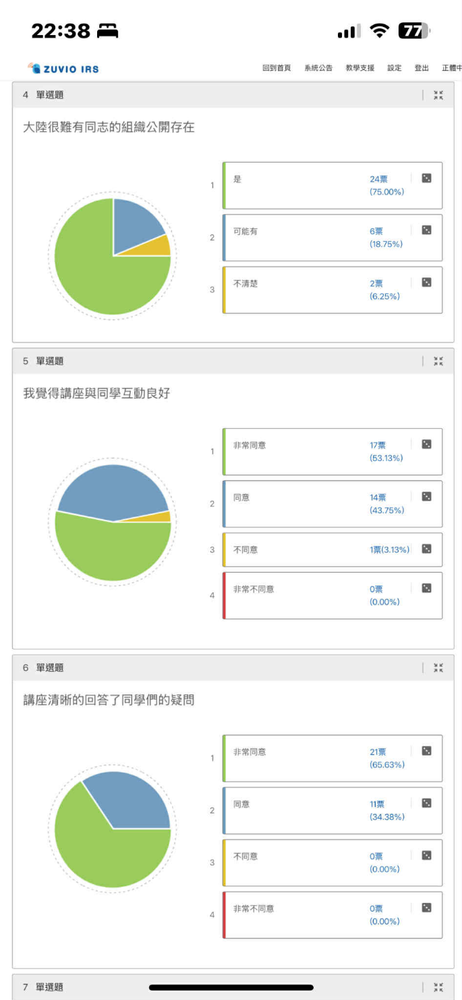 22:38
77
ZUVIO IRS 回到首頁 系統公告 教學支援 設定 登出 正體中
4 單選題
大陸很難有同志的組織公開存在
1 是 24票
(75.00%)
2 可能有 6票
(18.75%)
3 不清楚 2票
(6.25%)
5 單選題
我覺得講座與同學互動良好
1 非常同意 17票
(53.13%)
2 同意 14票
(43.75%)
3 不同意 1票(3.13%)
4 非常不同意 0票
(0.00%)
6 單選題
講座清晰的回答了同學們的疑問
1 非常同意 21票
(65.63%)
2 同意 11票
(34.38%)
3 不同意 0票
(0.00%)
4 非常不同意 0票
(0.00%)
7 單選題